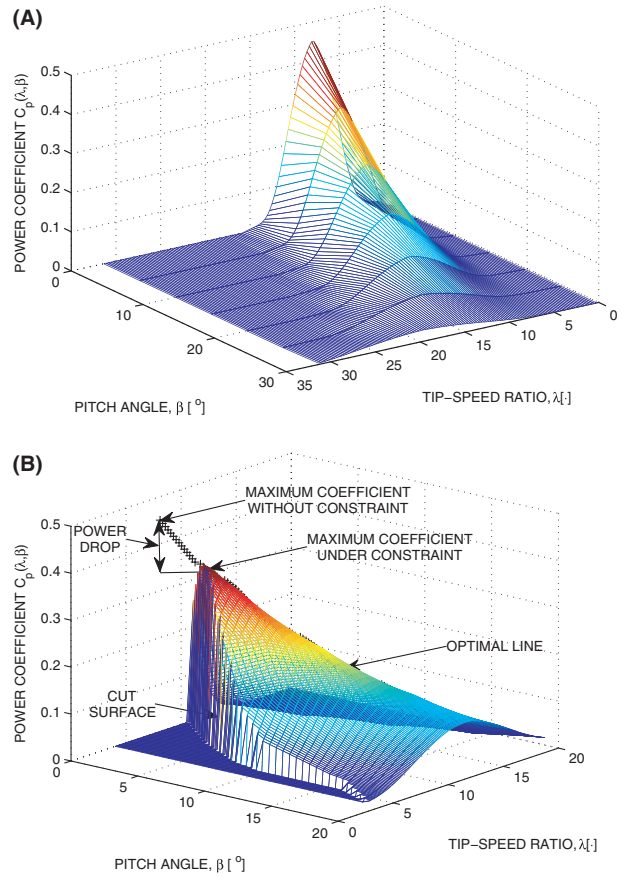 (A)
POWER COEFFICIENT Cp(λ,β)
0.5
0.4
0.3
0.2
0.1
0
0
10
20
30
35
30
25
20
15
10
5
0
PITCH ANGLE, β [ °]
TIP−SPEED RATIO, λ[·]
(B)
MAXIMUM COEFFICIENT
WITHOUT CONSTRAINT
POWER
DROP
MAXIMUM COEFFICIENT
UNDER CONSTRAINT
OPTIMAL LINE
CUT
SURFACE
POWER COEFFICIENT Cp(λ,β)
0.5
0.4
0.3
0.2
0.1
0
0
5
10
15
20
0
5
10
15
20
PITCH ANGLE, β [ °]
TIP−SPEED RATIO, λ[·]